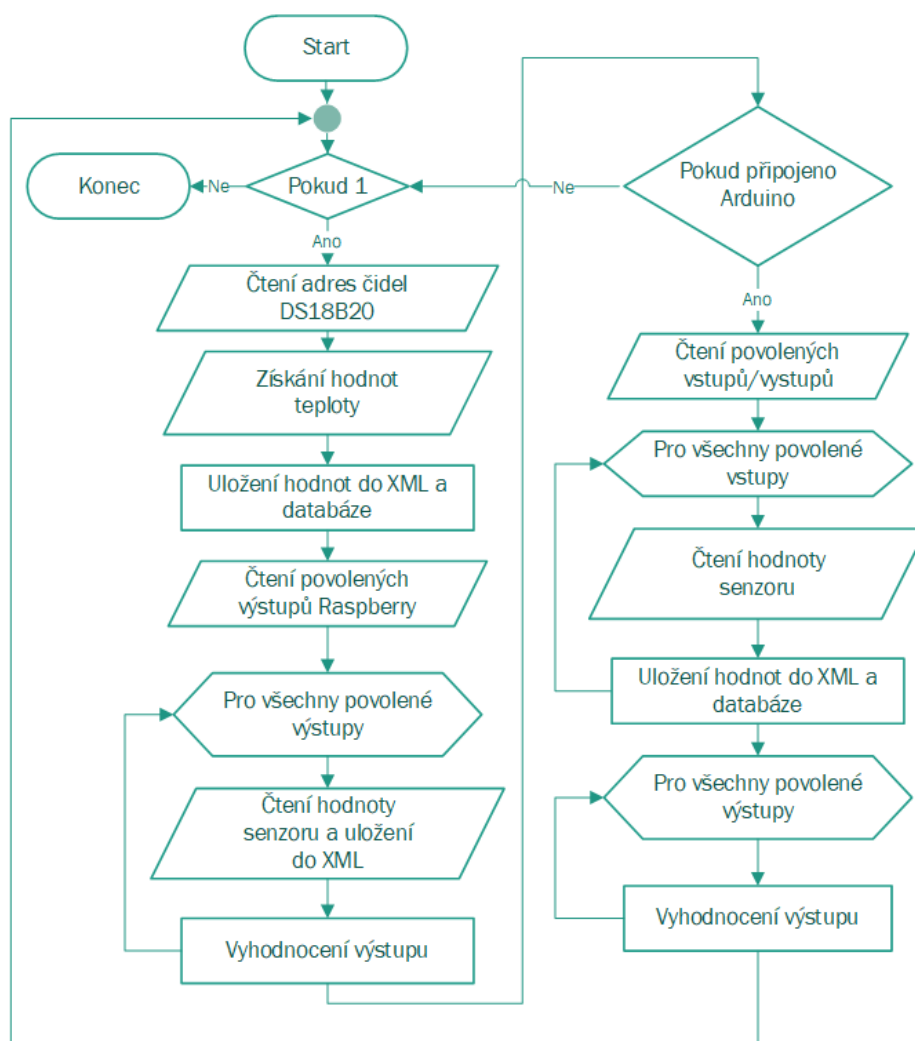 Start
Pokud 1
Ne
Konec
Ano
Čtení adres čidel
DS18B20
Získání hodnot
teploty
Uložení hodnot do XML a
databáze
Čtení povolených
výstupů Raspberry
Pro všechny povolené
výstupy
Čtení hodnoty
senzoru a uložení
do XML
Vyhodnocení výstupu
Pokud připojeno
Arduino
Ne
Ano
Čtení povolených
vstupů/vystupů
Pro všechny povolené
vstupy
Čtení hodnoty
senzoru
Uložení hodnot do XML a
databáze
Pro všechny povolené
výstupy
Vyhodnocení výstupu